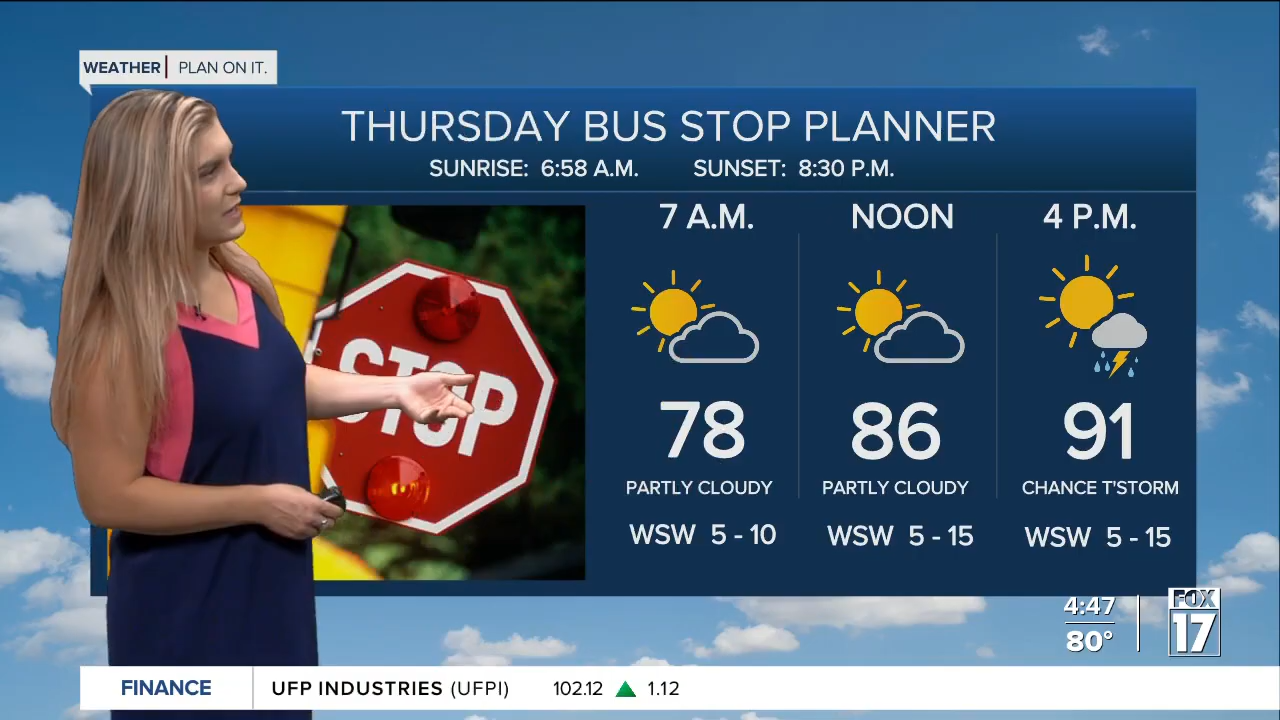 WEATHER | PLAN ON IT.
THURSDAY BUS STOP PLANNER
SUNRISE: 6:58 A.M. SUNSET: 8:30 P.M.
7 A.M. NOON 4 P.M.
STOP
78 86 91
PARTLY CLOUDY PARTLY CLOUDY CHANCE T'STORM
WSW 5 - 10 WSW 5 - 15 WSW 5 - 15
4:47
80°
FOX
17
FINANCE UFP INDUSTRIES (UFPI) 102.12 1.12